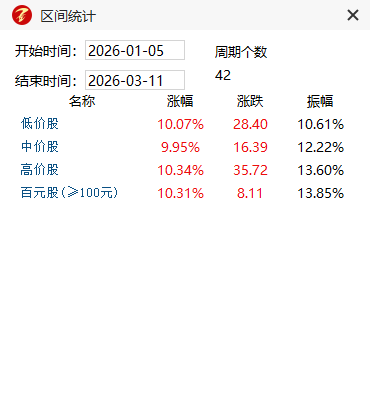 区间统计
开始时间: 2026-01-05 周期个数
结束时间: 2026-03-11 42
名称 涨幅 涨跌 振幅
低价股 10.07% 28.40 10.61%
中价股 9.95% 16.39 12.22%
高价股 10.34% 35.72 13.60%
百元股(≥100元) 10.31% 8.11 13.85%